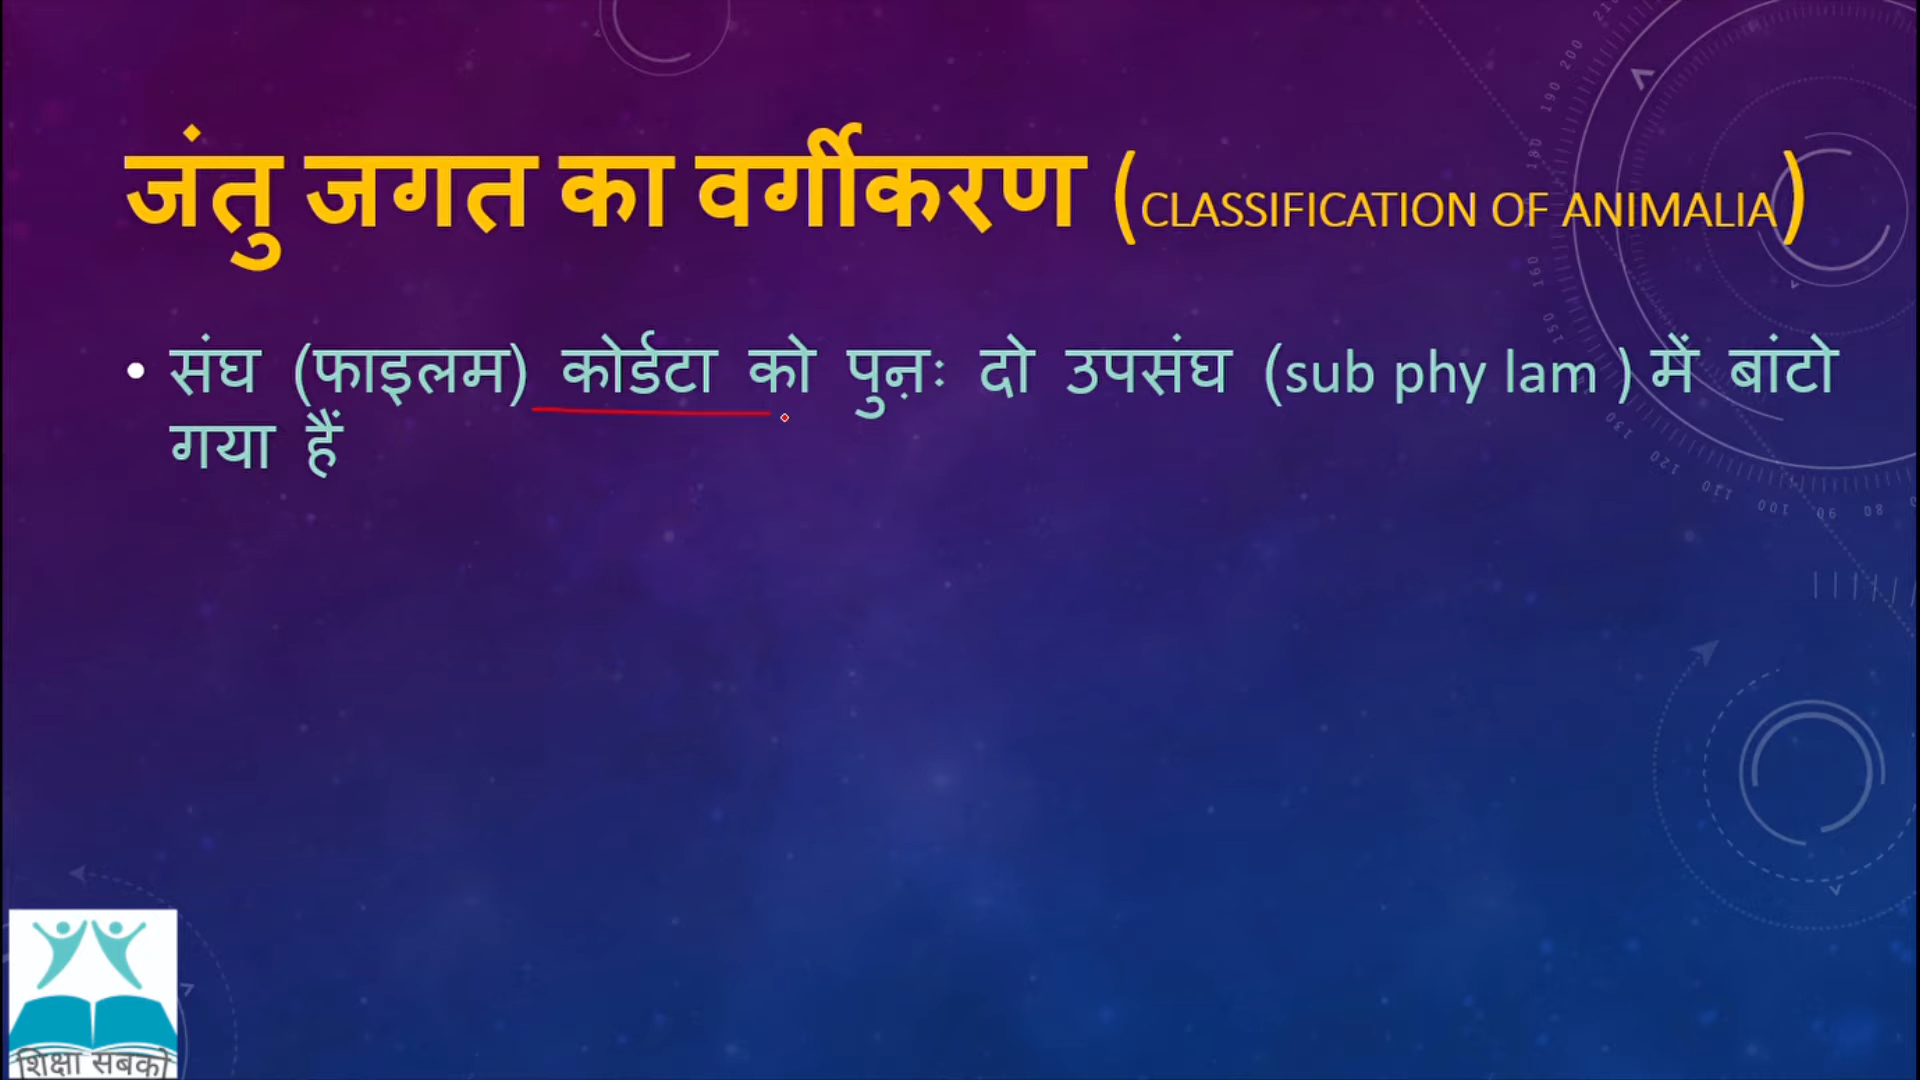 जंतु जगत का वर्गीकरण (CLASSIFICATION OF ANIMALIA)
• संघ (फाइलम) कोर्डटा को पुऩः दो उपसंघ (sub phy lam ) में बांटो
गया हैं
शिक्षा सबको